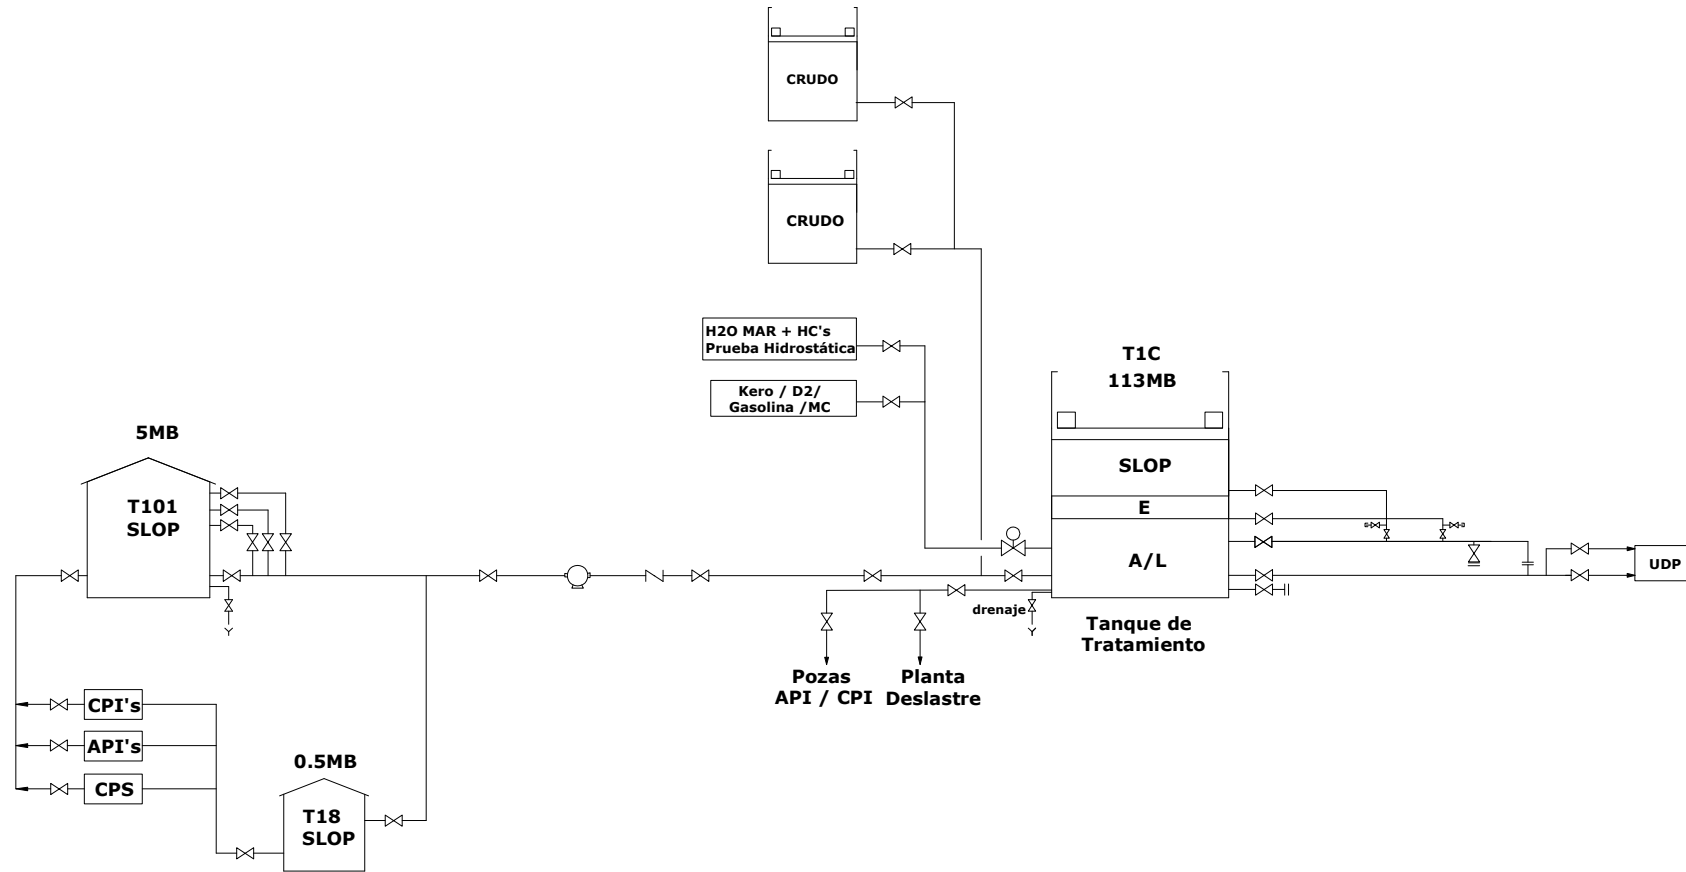 CRUDO
CRUDO
H2O MAR + HC's
Prueba Hidrostática
Kero / D2/
Gasolina /MC
T1C
113MB
SLOP
E
A/L
UDP
5MB
T101
SLOP
drenaje
Tanque de
Tratamiento
Pozas
API / CPI
Planta
Deslastre
CPI's
API's
CPS
0.5MB
T18
SLOP